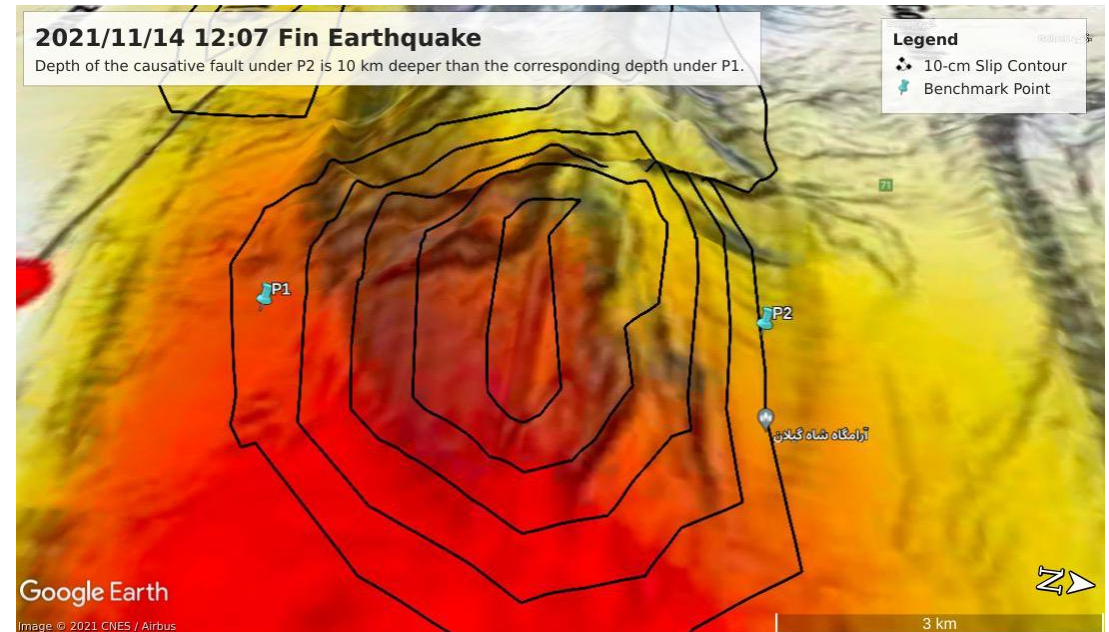 2021/11/14 12:07 Fin Earthquake
Depth of the causative fault under P2 is 10 km deeper than the corresponding depth under P1.
Legend
10-cm Slip Contour
Benchmark Point
71
P1
P2
آرامگاه شاه گیلان
N
Google Earth
Image © 2021 CNES / Airbus
3 km